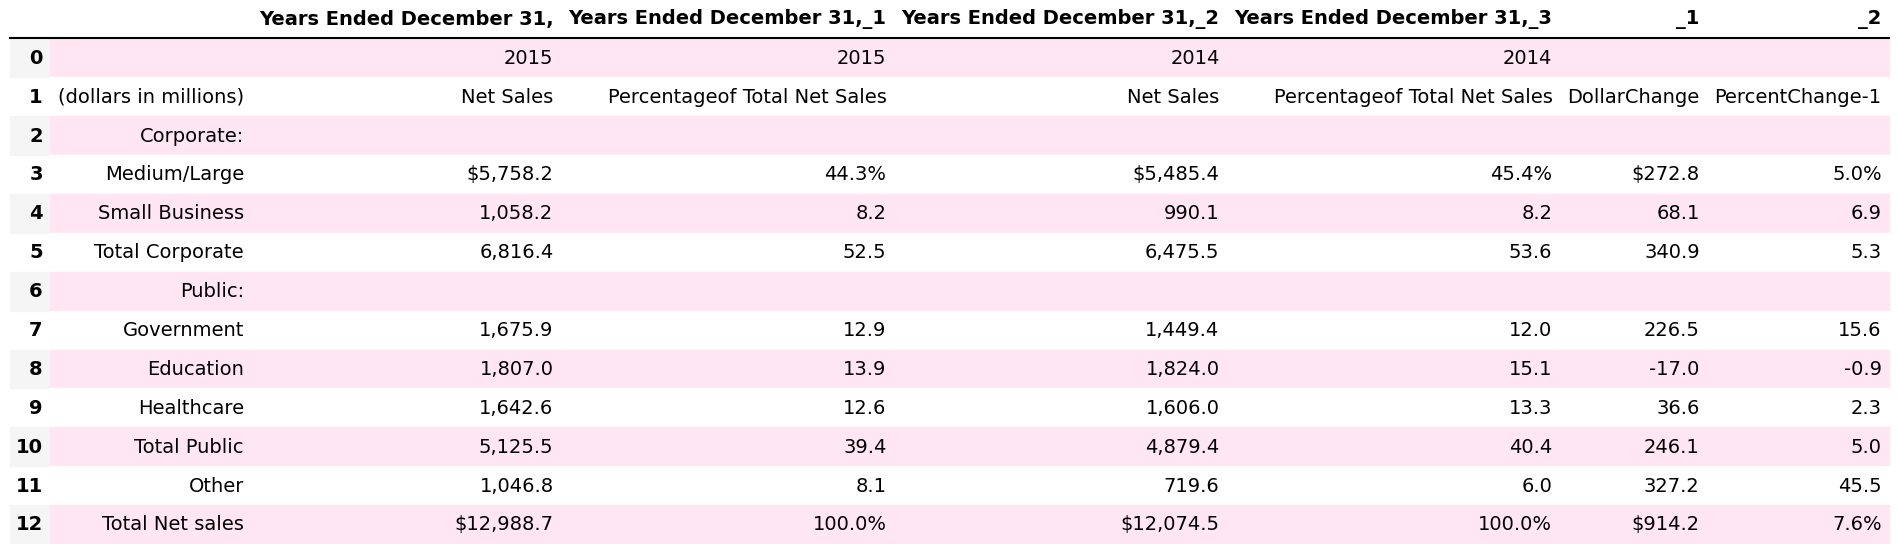 Years Ended December 31, Years Ended December 31,_1 Years Ended December 31,_2 Years Ended December 31,_3 _1 _2
0 2015 2015 2014 2014
1 (dollars in millions) Net Sales Percentageof Total Net Sales Net Sales Percentageof Total Net Sales DollarChange PercentChange-1
2 Corporate:
3 Medium/Large $5,758.2 44.3% $5,485.4 45.4% $272.8 5.0%
4 Small Business 1,058.2 8.2 990.1 8.2 68.1 6.9
5 Total Corporate 6,816.4 52.5 6,475.5 53.6 340.9 5.3
6 Public:
7 Government 1,675.9 12.9 1,449.4 12.0 226.5 15.6
8 Education 1,807.0 13.9 1,824.0 15.1 -17.0 -0.9
9 Healthcare 1,642.6 12.6 1,606.0 13.3 36.6 2.3
10 Total Public 5,125.5 39.4 4,879.4 40.4 246.1 5.0
11 Other 1,046.8 8.1 719.6 6.0 327.2 45.5
12 Total Net sales $12,988.7 100.0% $12,074.5 100.0% $914.2 7.6%